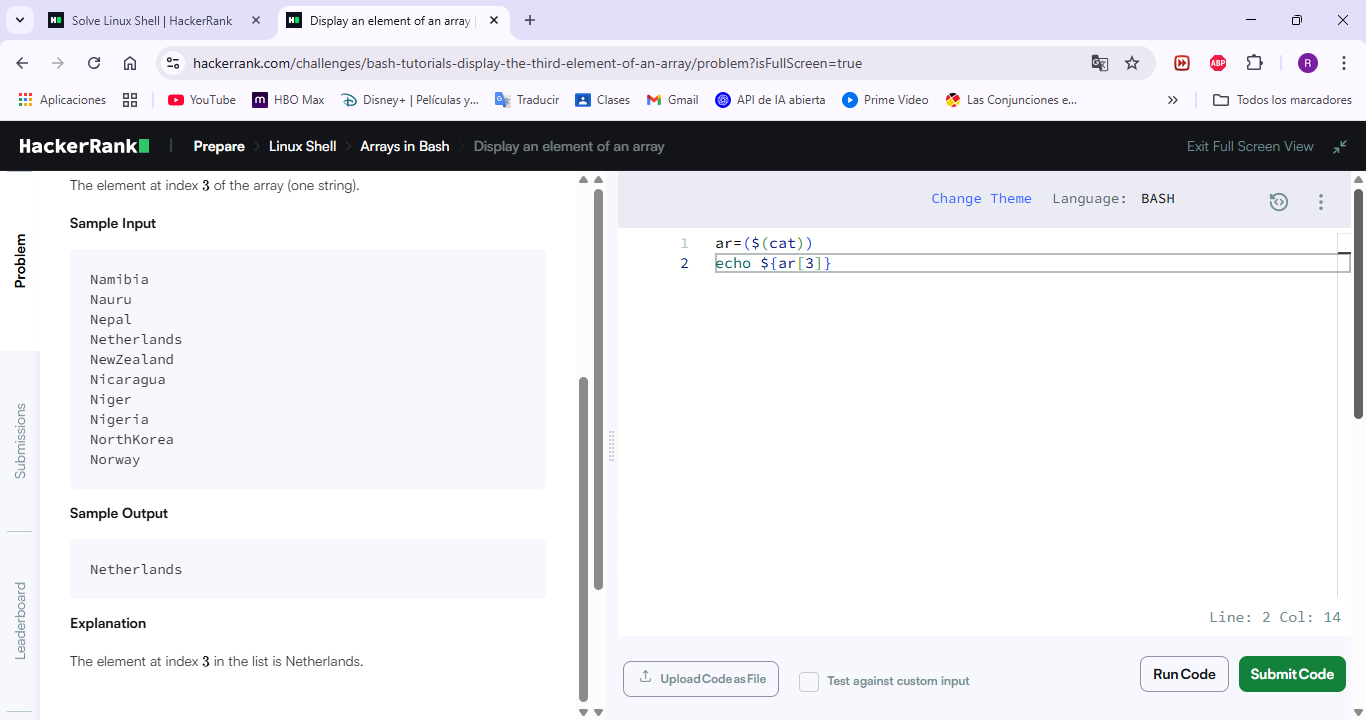 Solve Linux Shell | HackerRank
Display an element of an array |
hackerrank.com/challenges/bash-tutorials-display-the-third-element-of-an-array/problem?isFullScreen=true
ABP
R
Aplicaciones
YouTube
HBO Max
Disney+ | Películas y...
Traducir
Clases
Gmail
API de IA abierta
Prime Video
Las Conjunciones e...
Todos los marcadores
HackerRank
Prepare
Linux Shell
Arrays in Bash
Display an element of an array
Exit Full Screen View
Problem
Submissions
Leaderboard
The element at index 3 of the array (one string).
Sample Input
Namibia
Nauru
Nepal
Netherlands
NewZealand
Nicaragua
Niger
Nigeria
NorthKorea
Norway
Sample Output
Netherlands
Explanation
The element at index 3 in the list is Netherlands.
Change Theme Language: BASH
1 ar=($(cat))
2 echo ${ar[3]}
Line: 2 Col: 14
Upload Code as File
Test against custom input
Run Code
Submit Code